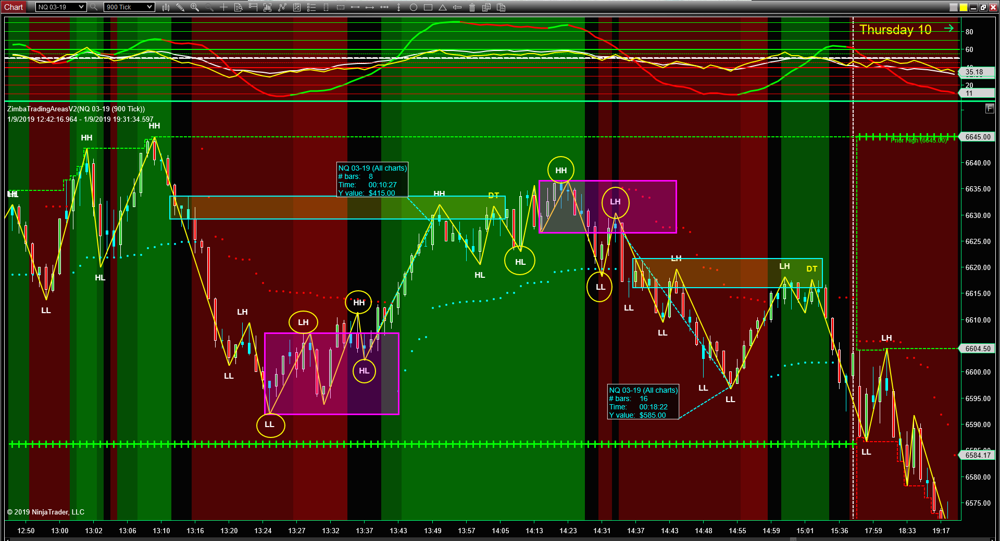 Chart
NQ 03-19
900 Tick
Thursday 10
80
60
35.18
20
11
ZimbaTradingAreasV2(NQ 03-19 (900 Tick))
1/9/2019 12:42:16.964 - 1/9/2019 19:31:34.597
F
HH
HH
Prior High (6645.00)
6645.00
6640.00
NQ 03-19 (All charts)
# bars: 8
Time: 00:10:27
Y value: $415.00
HH
6635.00
HL
HH
DT
LH
6630.00
6625.00
HL
HL
HL
LH
LH
DT
6620.00
LL
6615.00
LL
HH
LL
LH
LH
6610.00
LL
LH
6604.50
HL
LL
LL
LL
6600.00
NQ 03-19 (All charts)
# bars: 16
Time: 00:18:22
Y value: $585.00
6595.00
LL
6590.00
LL
6585.00
6584.17
6580.00
6575.00
© 2019 NinjaTrader, LLC
12:50 13:00 13:02 13:06 13:10 13:16 13:20 13:24 13:27 13:32 13:37 13:43 13:49 13:57 14:05 14:13 14:23 14:31 14:37 14:43 14:48 14:55 14:59 15:01 15:36 17:59 18:33 19:17